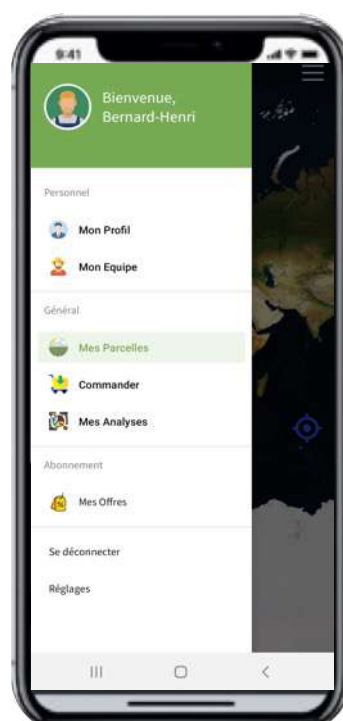 9:41
Bienvenue,
Bernard-Henri
Personnel
Mon Profil
Mon Equipe
Général
Mes Parcelles
Commander
Mes Analyses
Abonnement
Mes Offres
Se déconnecter
Réglages